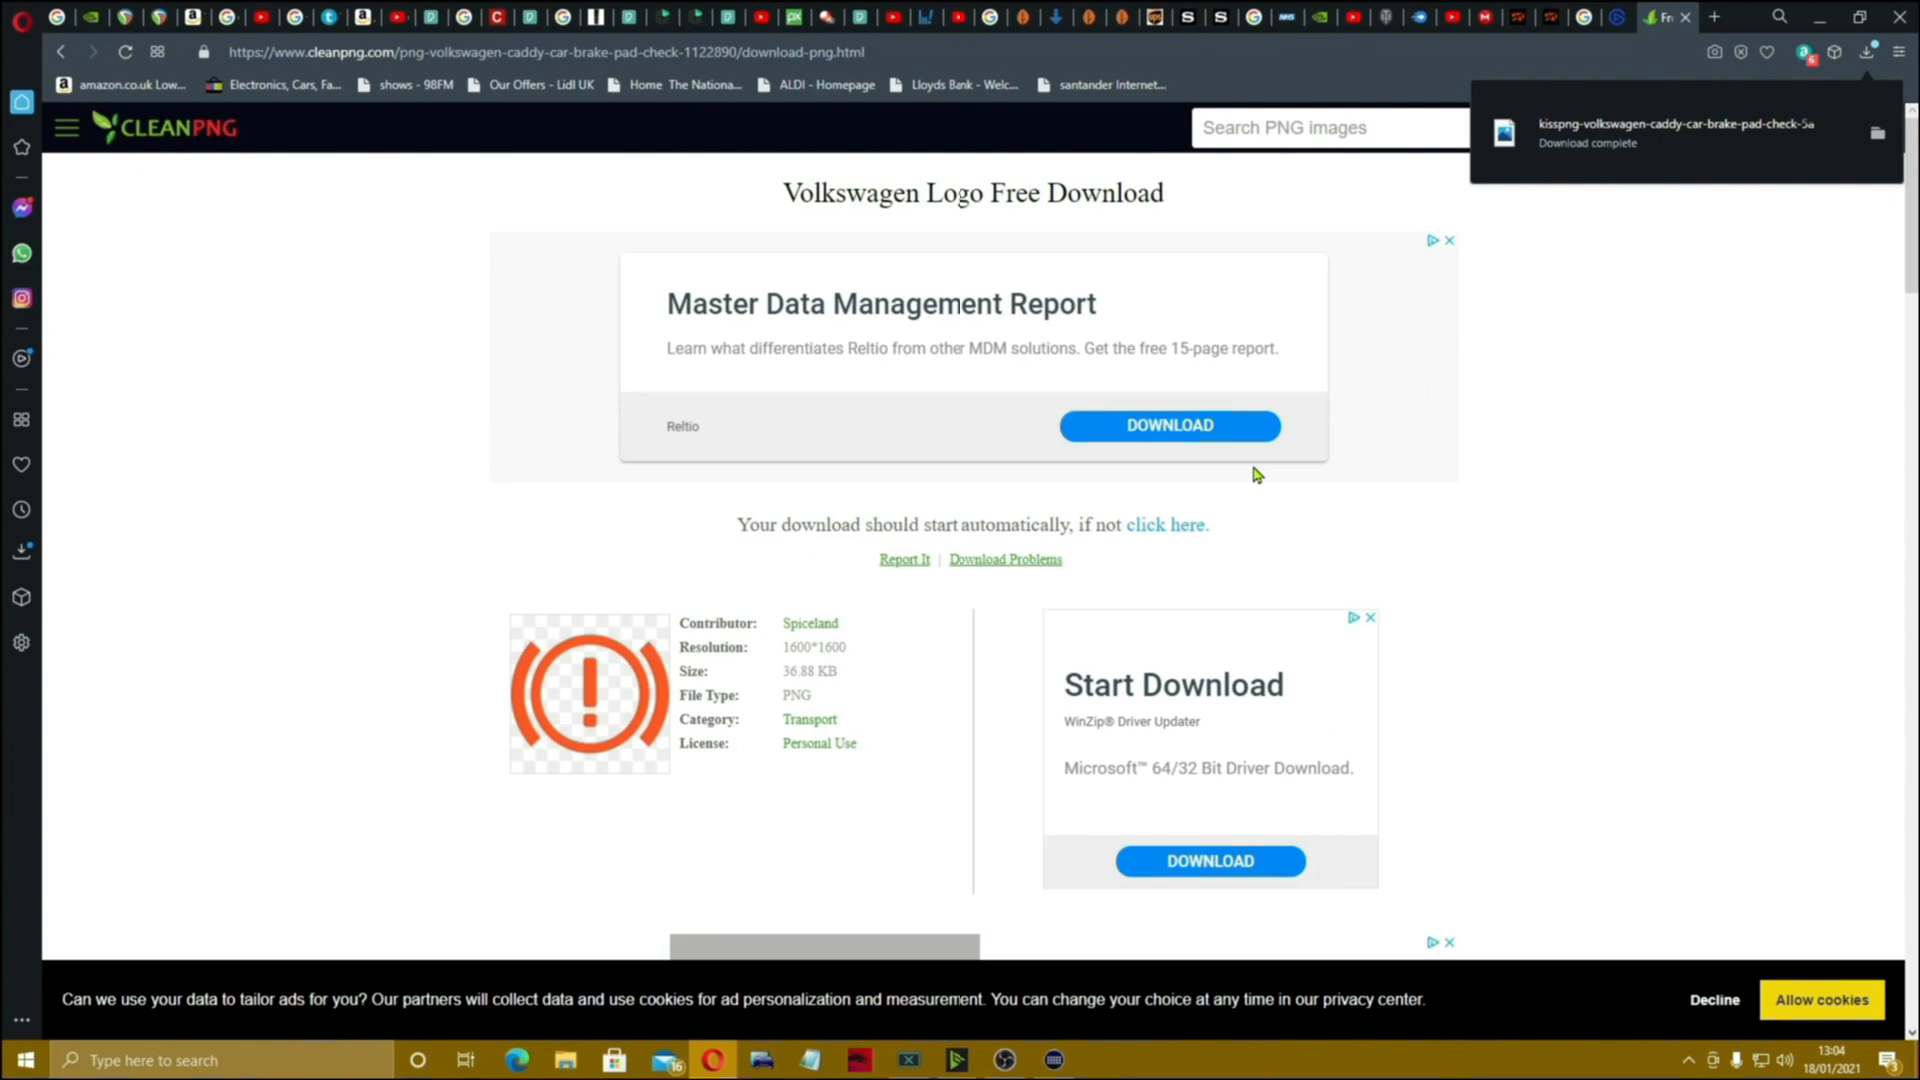 Fr
https://www.cleanpng.com/png-volkswagen-caddy-car-brake-pad-check-1122890/download-png.html
amazon.co.uk Low...
Electronics, Cars, Fa...
shows - 98FM
Our Offers - Lidl UK
Home The Nationa...
ALDI - Homepage
Lloyds Bank - Welc...
santander Internet...
CLEANPNG
Search PNG images
kisspng-volkswagen-caddy-car-brake-pad-check-5a
Download complete
Volkswagen Logo Free Download
Master Data Management Report
Learn what differentiates Reltio from other MDM solutions. Get the free 15-page report.
Reltio
DOWNLOAD
Your download should start automatically, if not click here.
Report It | Download Problems
Contributor: Spiceland
Resolution: 1600*1600
Size: 36.88 KB
File Type: PNG
Category: Transport
License: Personal Use
Start Download
WinZip® Driver Updater
Microsoft™ 64/32 Bit Driver Download.
DOWNLOAD
Can we use your data to tailor ads for you? Our partners will collect data and use cookies for ad personalization and measurement. You can change your choice at any time in our privacy center.
Decline
Allow cookies
Type here to search
16
13:04
18/01/2021
3